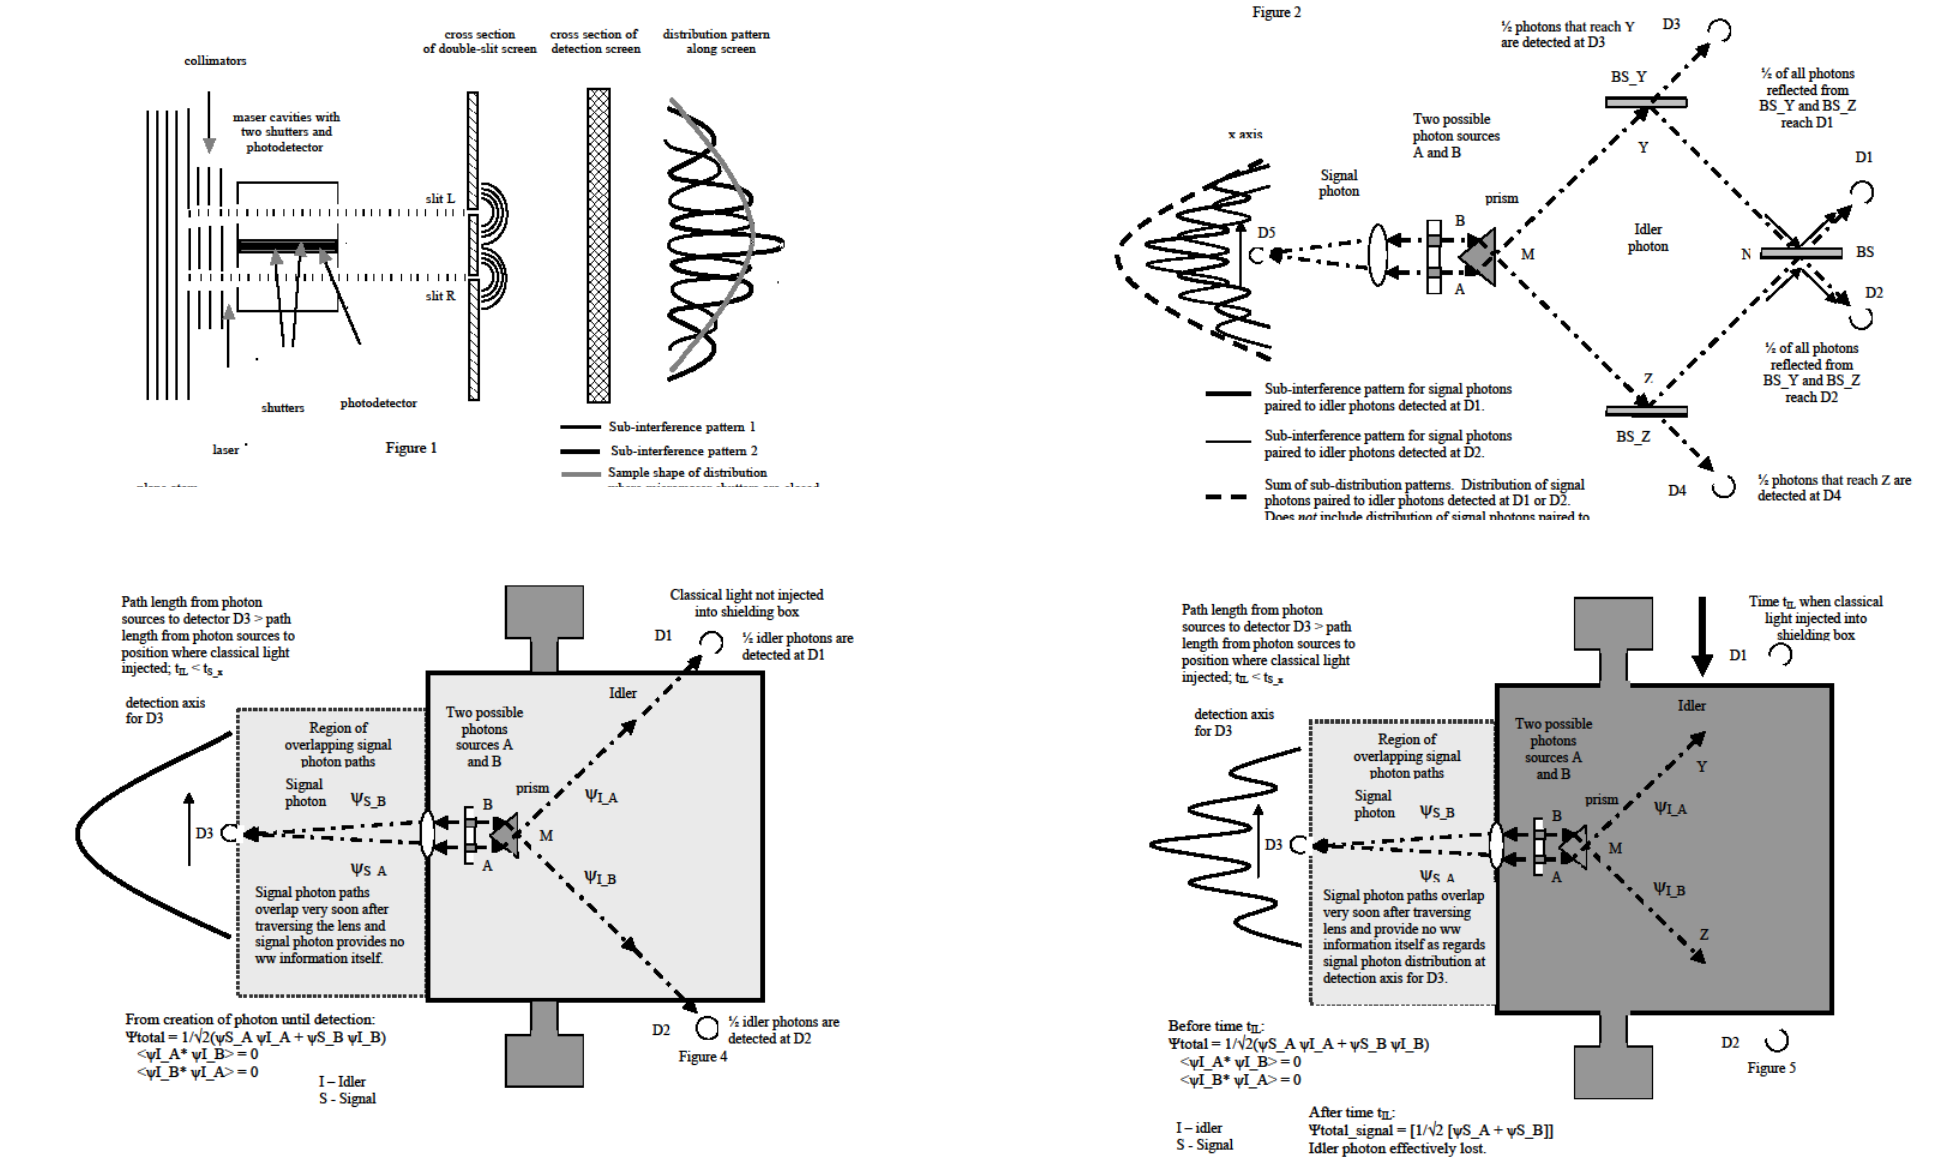 cross section
of double-slit screen
cross section of
detection screen
distribution pattern
along screen
collimators
maser cavities with
two shutters and
photodetector
slit L
slit R
shutters
photodetector
laser
Figure 1
Sub-interference pattern 1
Sub-interference pattern 2
Sample shape of distribution
Figure 2
½ photons that reach Y
are detected at D3
D3
BS_Y
½ of all photons
reflected from
BS_Y and BS_Z
reach D1
Two possible
photon sources
A and B
x axis
Signal
photon
Y
D1
prism
B
D5
Idler
photon
M
N
BS
A
D2
½ of all photons
reflected from
BS_Y and BS_Z
reach D2
Z
BS_Z
D4
½ photons that reach Z are
detected at D4
Sub-interference pattern for signal photons
paired to idler photons detected at D1.
Sub-interference pattern for signal photons
paired to idler photons detected at D2.
Sum of sub-distribution patterns. Distribution of signal
photons paired to idler photons detected at D1 or D2.
Does not include distribution of signal photons paired to
Path length from photon
sources to detector D3 > path
length from photon sources to
position where classical light
injected; tIL < tS_x
Classical light not injected
into shielding box
D1
½ idler photons are
detected at D1
detection axis
for D3
Idler
Region of
overlapping signal
photon paths
Two possible
photons
sources A
and B
Signal
photon
ΨS_B
prism
ΨI_A
B
D3
M
A
ΨS_A
ΨI_B
Signal photon paths
overlap very soon after
traversing the lens and
signal photon provides no
ww information itself.
From creation of photon until detection:
Ψtotal = 1/√2(ψS_A ψI_A + ψS_B ψI_B)
<ψI_A* ψI_B> = 0
<ψI_B* ψI_A> = 0
I – Idler
S - Signal
D2
½ idler photons are
detected at D2
Figure 4
Path length from photon
sources to detector D3 > path
length from photon sources to
position where classical light
injected; tIL < tS_x
Time tIL when classical
light injected into
shielding box
D1
detection axis
for D3
Idler
Region of
overlapping signal
photon paths
Two possible
photons
sources A
and B
Y
Signal
photon
ΨS_B
prism
ΨI_A
B
D3
M
A
ΨS_A
ΨI_B
Signal photon paths overlap
very soon after traversing
lens and provide no ww
information itself as regards
signal photon distribution at
detection axis for D3.
Z
Before time tIL:
Ψtotal = 1/√2(ψS_A ψI_A + ψS_B ψI_B)
<ψI_A* ψI_B> = 0
<ψI_B* ψI_A> = 0
D2
Figure 5
I – idler
S - Signal
After time tIL:
Ψtotal_signal = [1/√2 [ψS_A + ψS_B]]
Idler photon effectively lost.